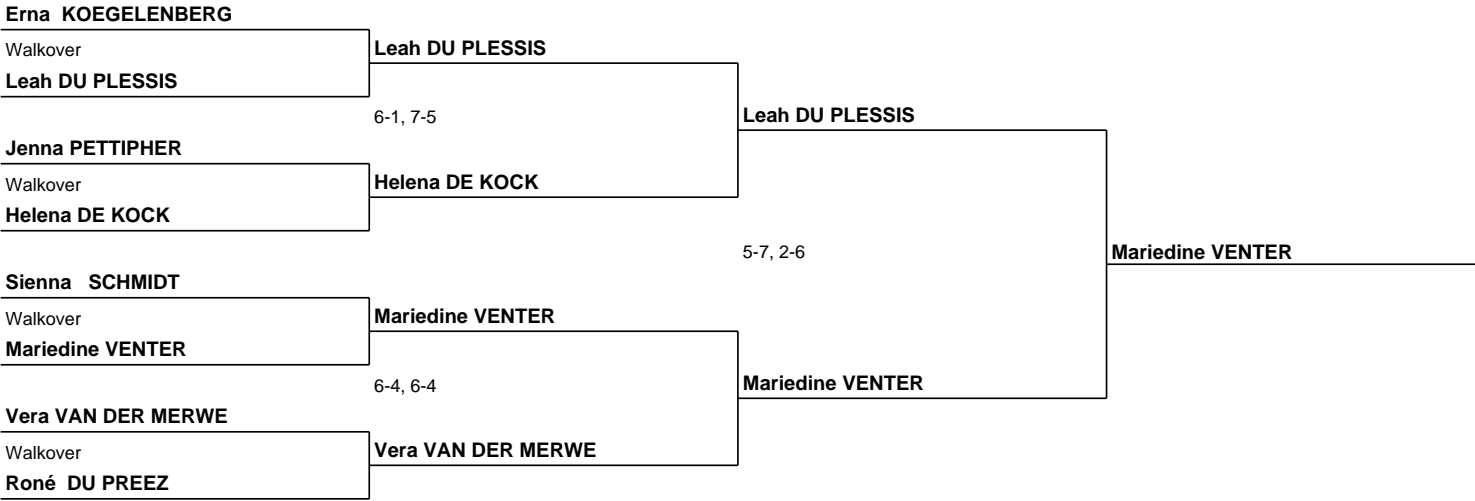 Erna  KOEGELENBERG
Walkover
Leah DU PLESSIS
Leah DU PLESSIS
6-1, 7-5
Leah DU PLESSIS
Jenna PETTIPHER
Walkover
Helena DE KOCK
Helena DE KOCK
5-7, 2-6
Mariedine VENTER
Sienna   SCHMIDT
Walkover
Mariedine VENTER
Mariedine VENTER
6-4, 6-4
Mariedine VENTER
Vera VAN DER MERWE
Walkover
Vera VAN DER MERWE
Roné  DU PREEZ